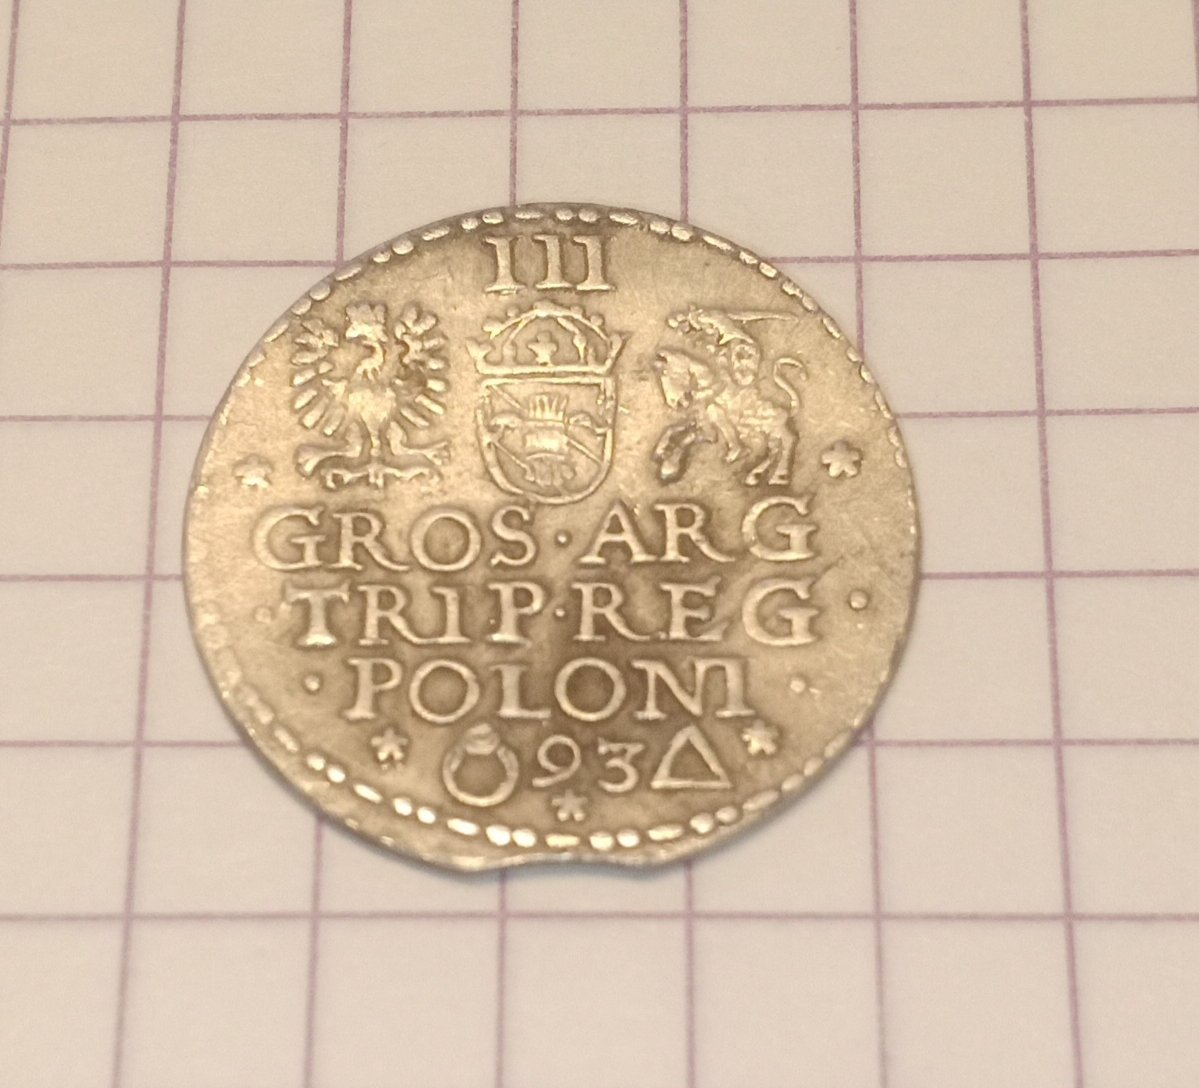 III
GROS·ARG
·TRIP·REG·
·POLONI·
93